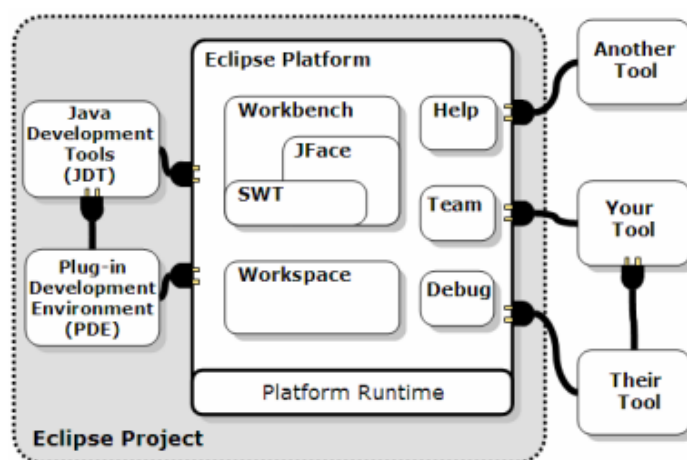 Eclipse Platform
Another
Tool
Workbench
Help
Java
Development
Tools
(JDT)
JFace
SWT
Team
Your
Tool
Plug-in
Development
Environment
(PDE)
Workspace
Debug
Their
Tool
Platform Runtime
Eclipse Project